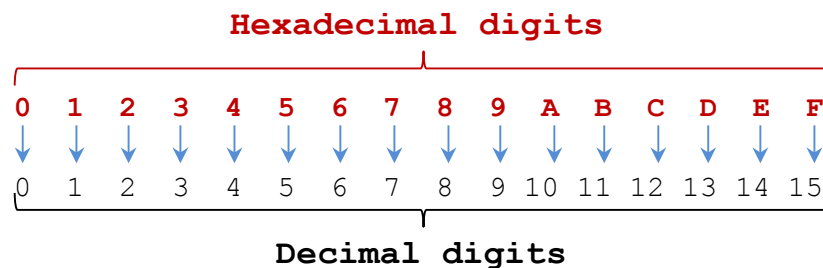 Hexadecimal digits
0 1 2 3 4 5 6 7 8 9 A B C D E F
0 1 2 3 4 5 6 7 8 9 10 11 12 13 14 15
Decimal digits